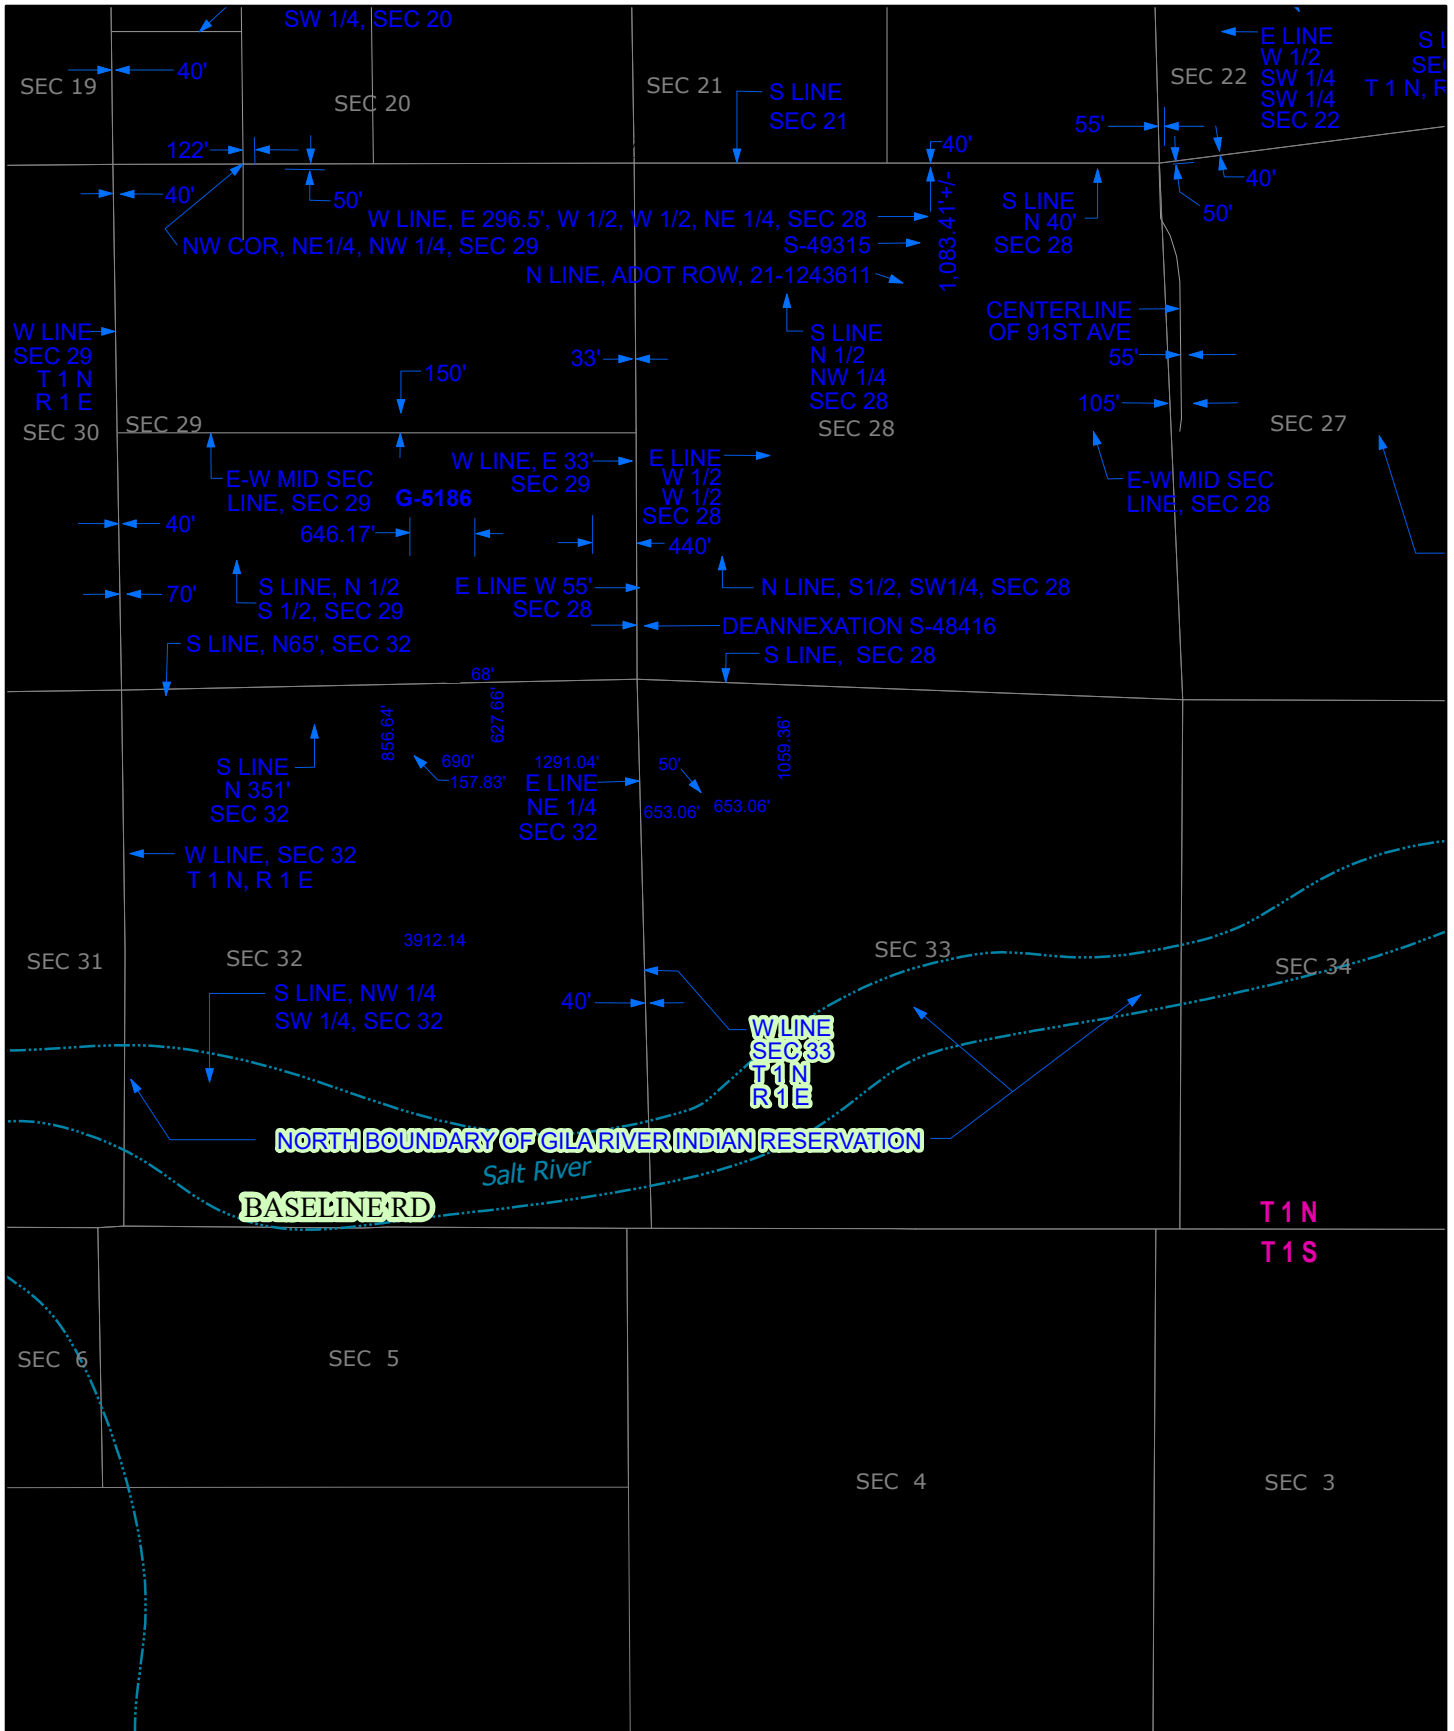 SW 1/4, SEC 20
SEC 19
40'
SEC 20
SEC 21
S LINE
SEC 21
SEC 22
E LINE
W 1/2
SW 1/4
SW 1/4
SEC 22
T 1 N, R
55'
122'
40'
40'
50'
40'
50'
W LINE, E 296.5', W 1/2, W 1/2, NE 1/4, SEC 28
S-49315
1,083.41'+/-
S LINE
N 40'
SEC 28
NW COR, NE1/4, NW 1/4, SEC 29
N LINE, ADOT ROW, 21-1243611
CENTERLINE
OF 91ST AVE
W LINE
SEC 29
T 1 N
R 1 E
S LINE
N 1/2
NW 1/4
SEC 28
33'
55'
150'
105'
SEC 30
SEC 29
SEC 28
SEC 27
E-W MID SEC
LINE, SEC 29
W LINE, E 33'
SEC 29
E LINE
W 1/2
W 1/2
SEC 28
E-W MID SEC
LINE, SEC 28
G-5186
40'
646.17'
440'
70'
S LINE, N 1/2
S 1/2, SEC 29
E LINE W 55'
SEC 28
N LINE, S1/2, SW1/4, SEC 28
DEANNEXATION S-48416
S LINE, N65', SEC 32
S LINE,  SEC 28
68'
856.64'
627.66'
1059.36'
S LINE
N 351'
SEC 32
690'
157.83'
1291.04'
E LINE
NE 1/4
SEC 32
50'
653.06'
653.06'
W LINE, SEC 32
T 1 N, R 1 E
3912.14
SEC 31
SEC 32
SEC 33
SEC 34
S LINE, NW 1/4
SW 1/4, SEC 32
40'
W LINE
SEC 33
T 1 N
R 1 E
NORTH BOUNDARY OF GILA RIVER INDIAN RESERVATION
Salt River
BASELINE RD
T 1 N
T 1 S
SEC  6
SEC  5
SEC  4
SEC  3